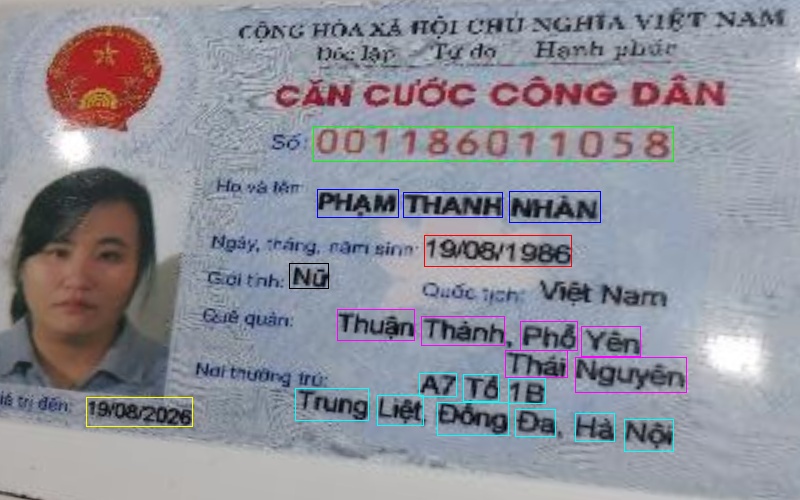 CỘNG HÒA XÃ HỘI CHỦ NGHĨA VIỆT NAM
Độc lập Tự do Hạnh phúc
CĂN CƯỚC CÔNG DÂN
Số: 001186011058
Họ và tên: PHẠM THANH NHÀN
Ngày, tháng, năm sinh: 19/08/1986
Giới tính: Nữ Quốc tịch: Việt Nam
Quê quán: Thuận Thành, Phổ Yên
Thái Nguyên
Nơi thường trú: A7 Tổ 1B
Trung Liệt, Đống Đa, Hà Nội
iá trị đến: 19/08/2026